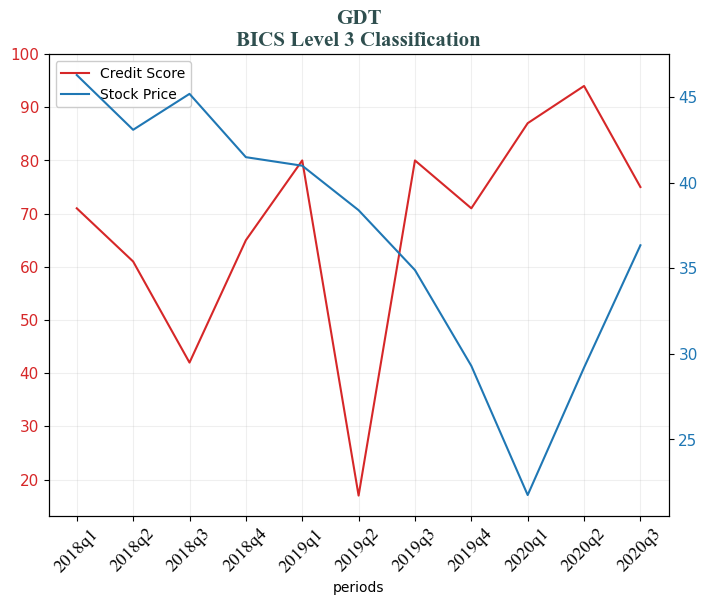 GDT
BICS Level 3 Classification
Credit Score
Stock Price
100
90
80
70
60
50
40
30
20
45
40
35
30
25
2018q1
2018q2
2018q3
2018q4
2019q1
2019q2
2019q3
2019q4
2020q1
2020q2
2020q3
periods